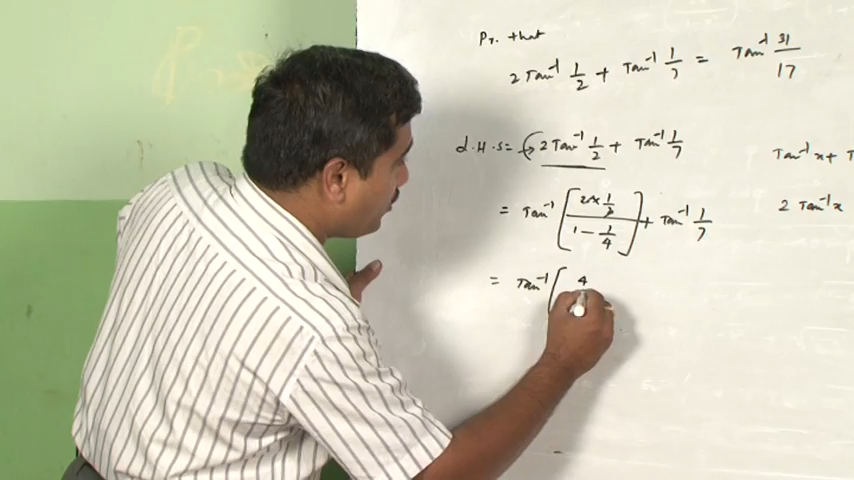 Pr. that
2 Tan⁻¹ 1/2 + Tan⁻¹ 1/7 = Tan⁻¹ 31/17
L.H.S = 2 Tan⁻¹ 1/2 + Tan⁻¹ 1/7
= Tan⁻¹ [ (2 × 1/2) / (1 − 1/4) ] + Tan⁻¹ 1/7
= Tan⁻¹ [ 4
Tan⁻¹ x + T
2 Tan⁻¹ x